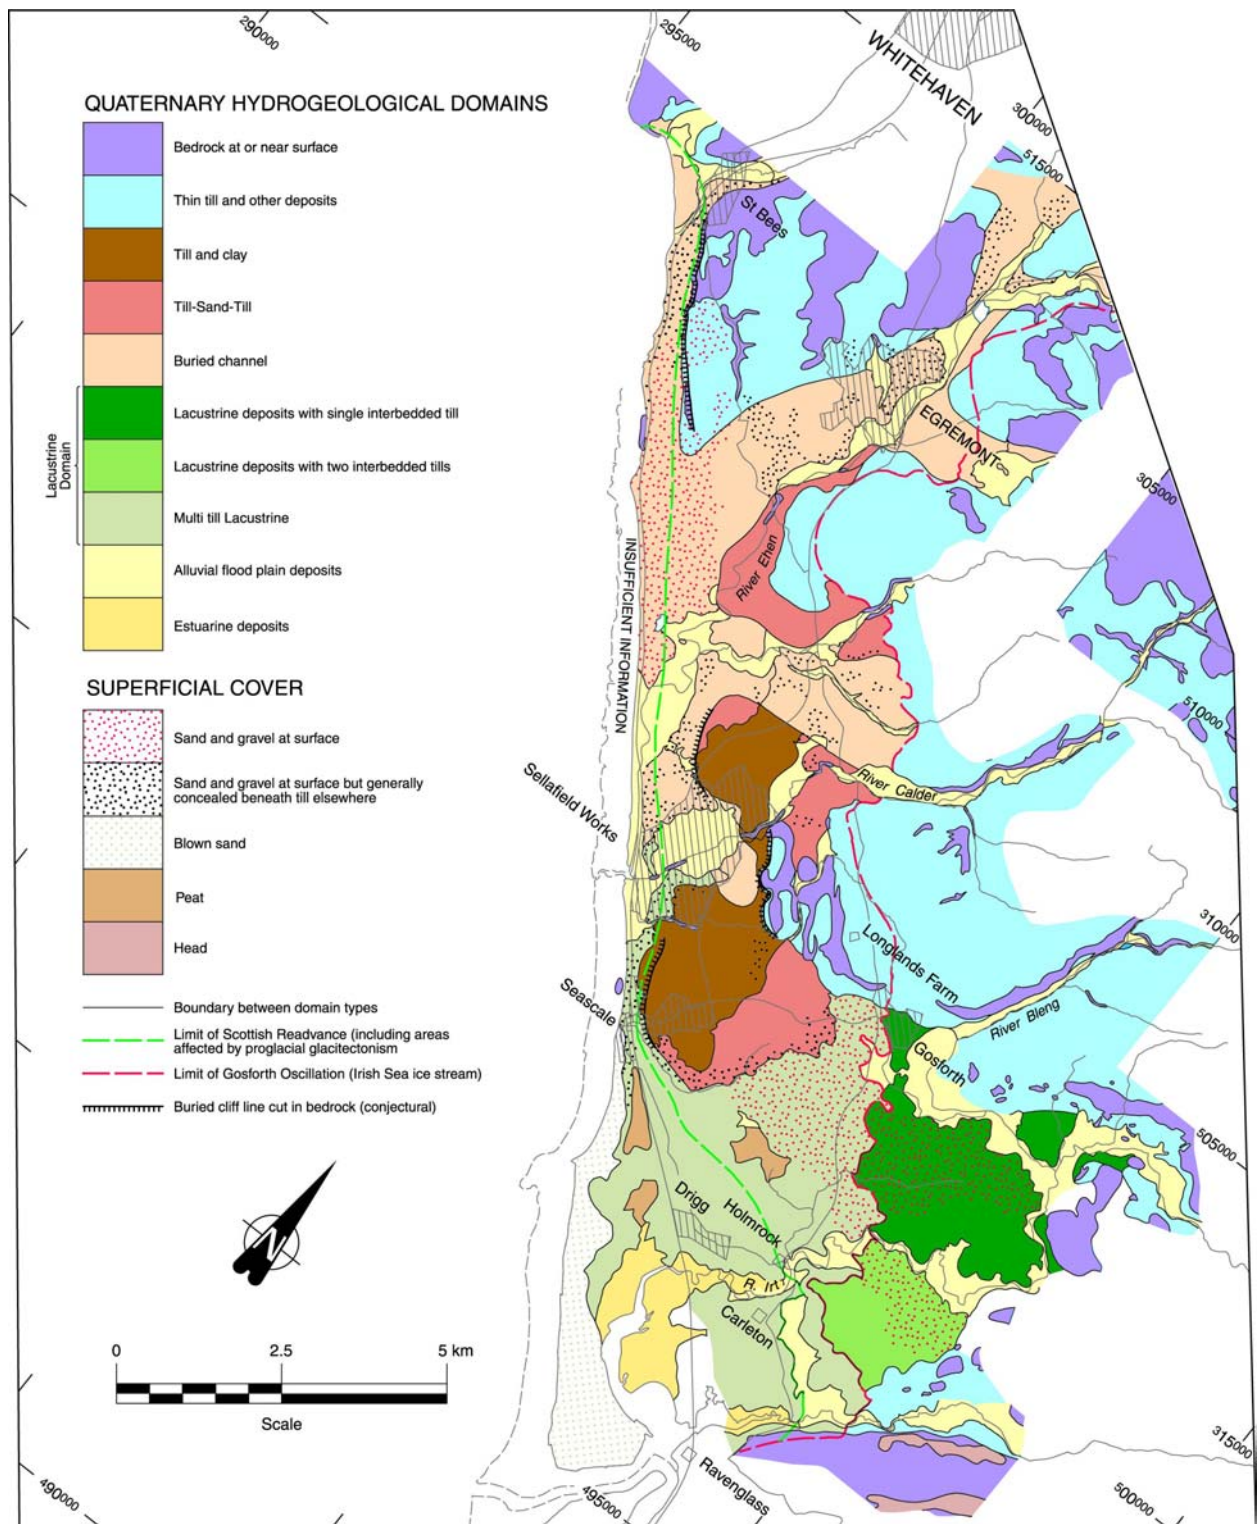 290000
295000
WHITEHAVEN
300000
515000
QUATERNARY HYDROGEOLOGICAL DOMAINS
Bedrock at or near surface
Thin till and other deposits
Till and clay
Till-Sand-Till
Buried channel
Lacustrine deposits with single interbedded till
Lacustrine deposits with two interbedded tills
Multi till Lacustrine
Alluvial flood plain deposits
Estuarine deposits
Lacustrine
Domain
SUPERFICIAL COVER
Sand and gravel at surface
Sand and gravel at surface but generally
concealed beneath till elsewhere
Blown sand
Peat
Head
Boundary between domain types
Limit of Scottish Readvance (including areas
affected by proglacial glacitectonism
Limit of Gosforth Oscillation (Irish Sea ice stream)
Buried cliff line cut in bedrock (conjectural)
N
0 2.5 5 km
Scale
St Bees
EGREMONT
305000
INSUFFICIENT INFORMATION
River Ehen
510000
Sellafield Works
River Calder
310000
Longlands Farm
Seascale
River Bleng
Gosforth
505000
Drigg
Holmrock
R. Irt
Carleton
315000
Ravenglass
490000
495000
500000